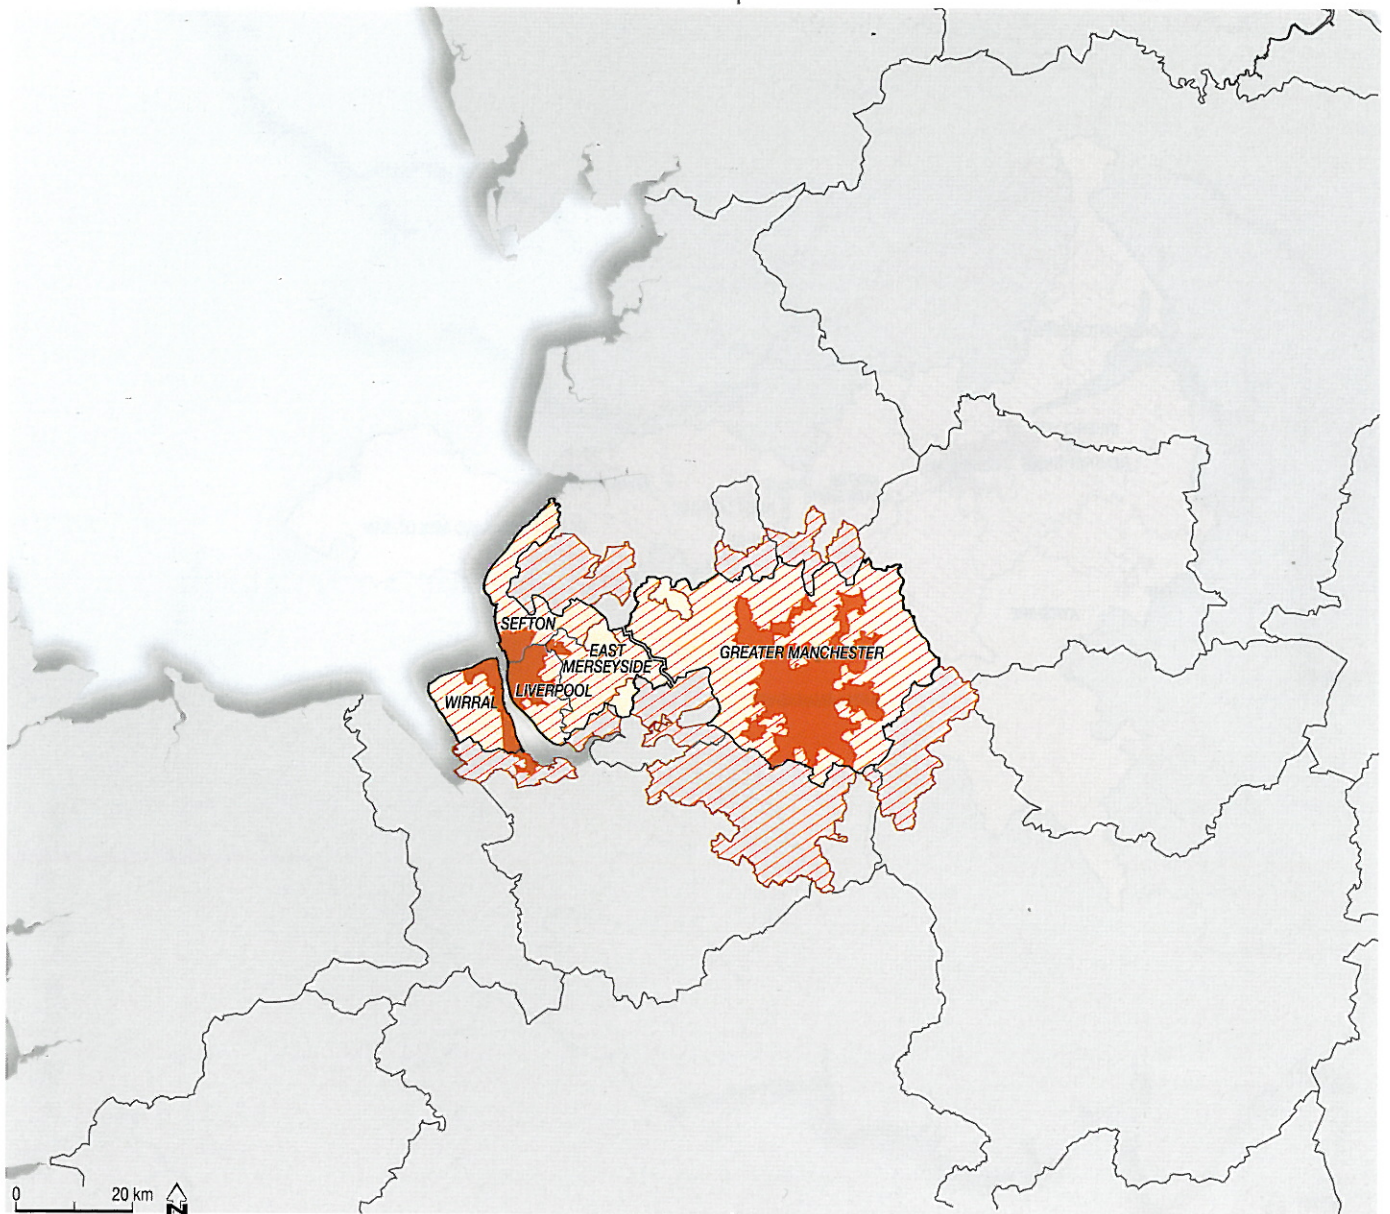 SEFTON
EAST
MERSEYSIDE
GREATER MANCHESTER
LIVERPOOL
WIRRAL
0 20 km
N